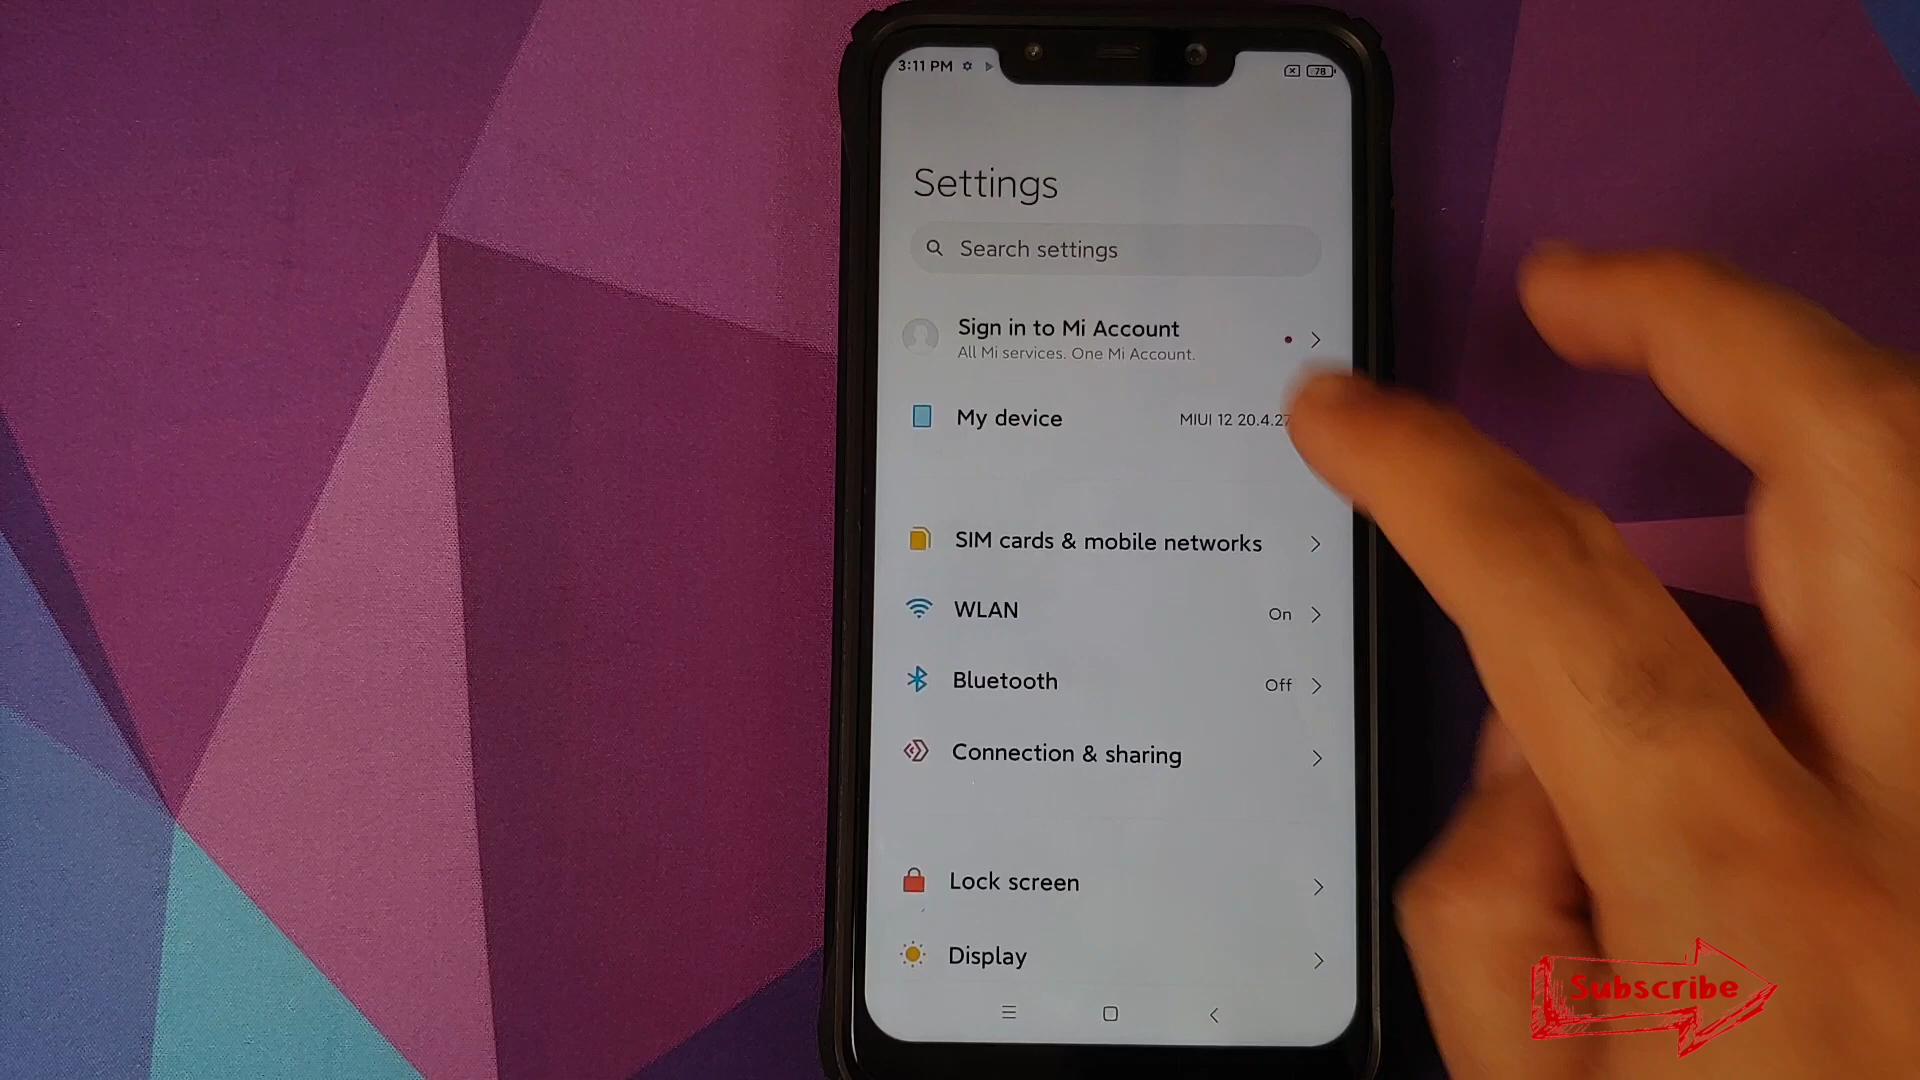 3:11 PM
78
Settings
Search settings
Sign in to Mi Account
All Mi services. One Mi Account.
My device
MIUI 12 20.4.27
SIM cards & mobile networks
WLAN
On
Bluetooth
Off
Connection & sharing
Lock screen
Display
Subscribe